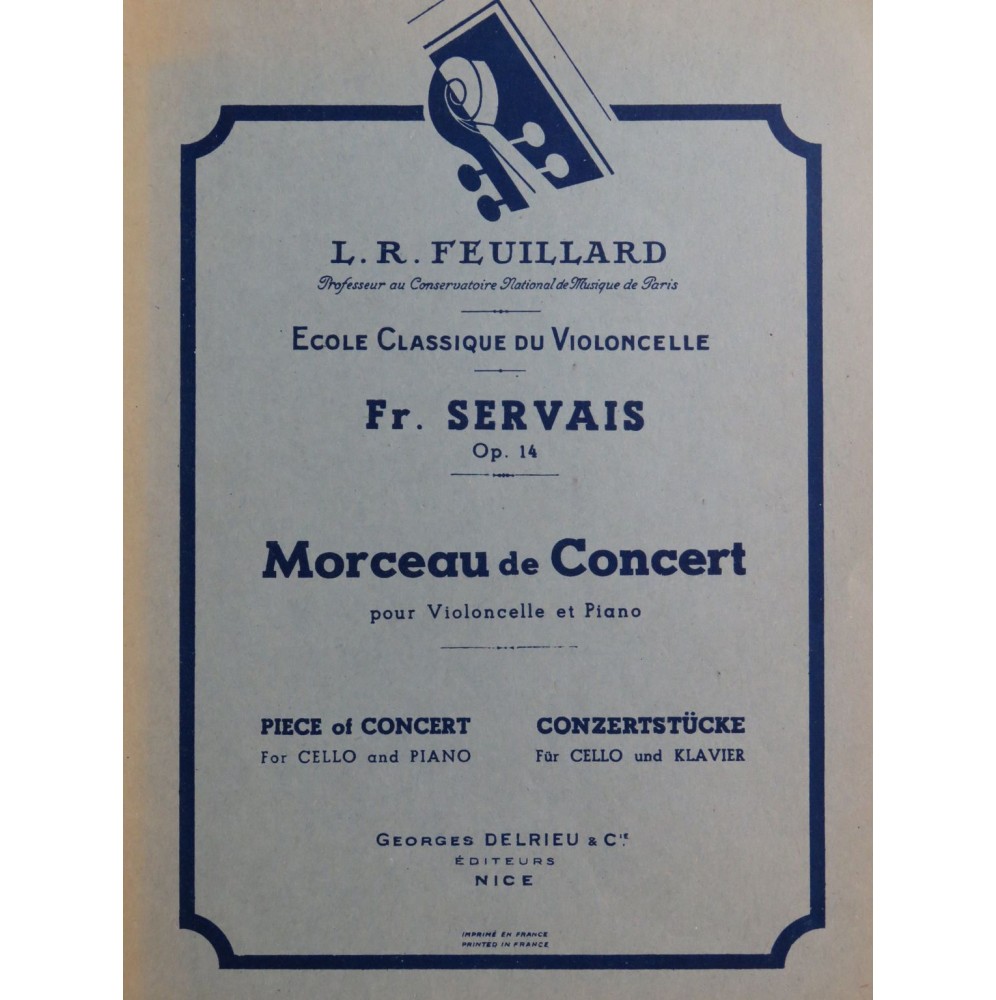 L. R. FEUILLARD
Professeur au Conservatoire National de Musique de Paris
ECOLE CLASSIQUE DU VIOLONCELLE
Fr. SERVAIS
Op. 14
Morceau de Concert
pour Violoncelle et Piano
PIECE of CONCERT
For CELLO and PIANO
CONZERTSTÜCKE
Für CELLO und KLAVIER
GEORGES DELRIEU & Cie.
ÉDITEURS
NICE
IMPRIMÉ EN FRANCE
PRINTED IN FRANCE